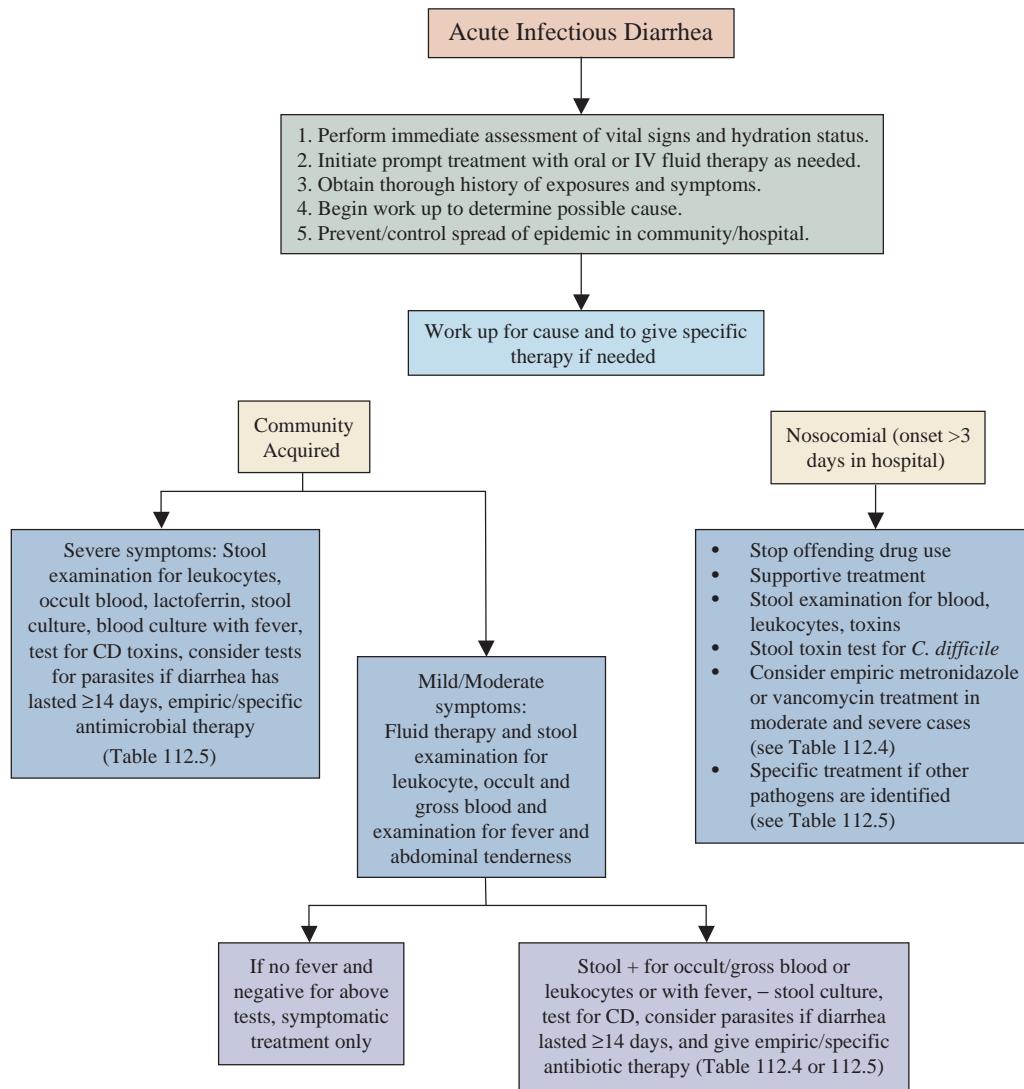 Acute Infectious Diarrhea
1. Perform immediate assessment of vital signs and hydration status.
2. Initiate prompt treatment with oral or IV fluid therapy as needed.
3. Obtain thorough history of exposures and symptoms.
4. Begin work up to determine possible cause.
5. Prevent/control spread of epidemic in community/hospital.
Work up for cause and to give specific
therapy if needed
Community
Acquired
Nosocomial (onset >3
days in hospital)
Severe symptoms: Stool
examination for leukocytes,
occult blood, lactoferrin, stool
culture, blood culture with fever,
test for CD toxins, consider tests
for parasites if diarrhea has
lasted ≥14 days, empiric/specific
antimicrobial therapy
(Table 112.5)
Mild/Moderate
symptoms:
Fluid therapy and stool
examination for
leukocyte, occult and
gross blood and
examination for fever and
abdominal tenderness
• Stop offending drug use
• Supportive treatment
• Stool examination for blood,
leukocytes, toxins
• Stool toxin test for C. difficile
• Consider empiric metronidazole
or vancomycin treatment in
moderate and severe cases
(see Table 112.4)
• Specific treatment if other
pathogens are identified
(see Table 112.5)
If no fever and
negative for above
tests, symptomatic
treatment only
Stool + for occult/gross blood or
leukocytes or with fever, – stool culture,
test for CD, consider parasites if diarrhea
lasted ≥14 days, and give empiric/specific
antibiotic therapy (Table 112.4 or 112.5)